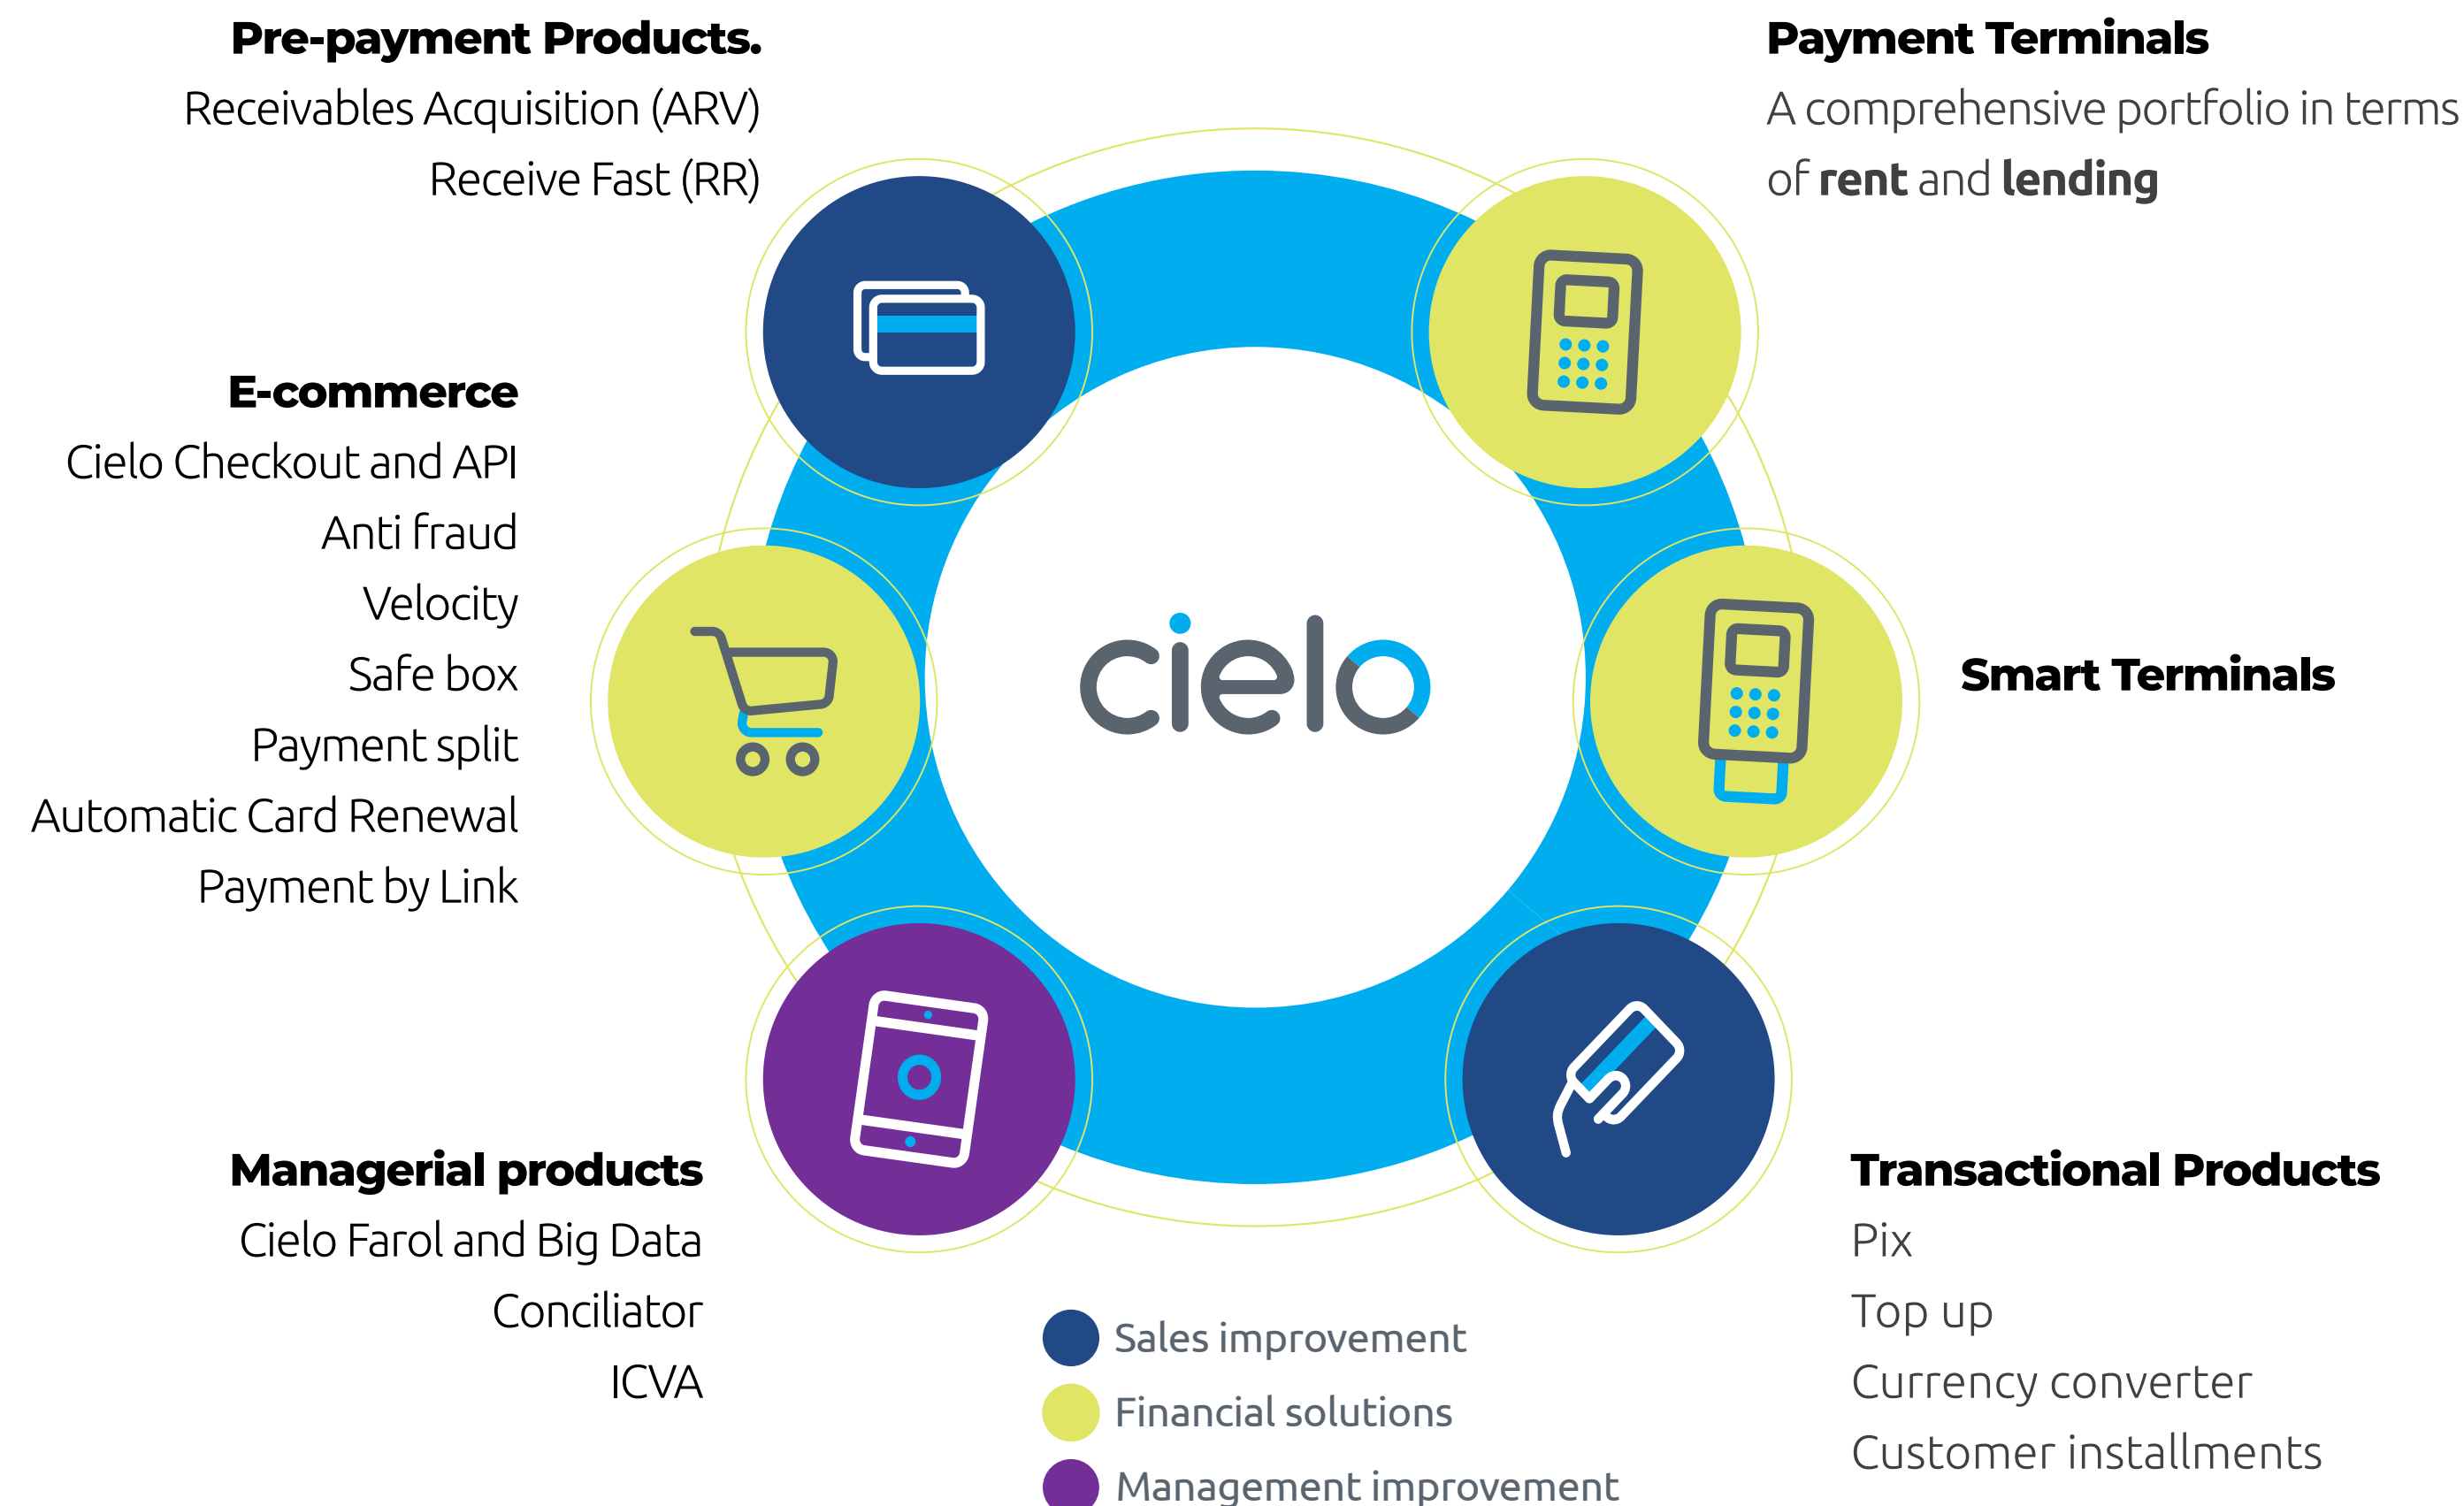 Pre-payment Products.
Receivables Acquisition (ARV)
Receive Fast (RR)
Payment Terminals
A comprehensive portfolio in terms
of rent and lending
E-commerce
Cielo Checkout and API
Anti fraud
Velocity
Safe box
Payment split
Automatic Card Renewal
Payment by Link
cielo
Smart Terminals
Managerial products
Cielo Farol and Big Data
Conciliator
ICVA
Transactional Products
Pix
Top up
Currency converter
Customer installments
Sales improvement
Financial solutions
Management improvement